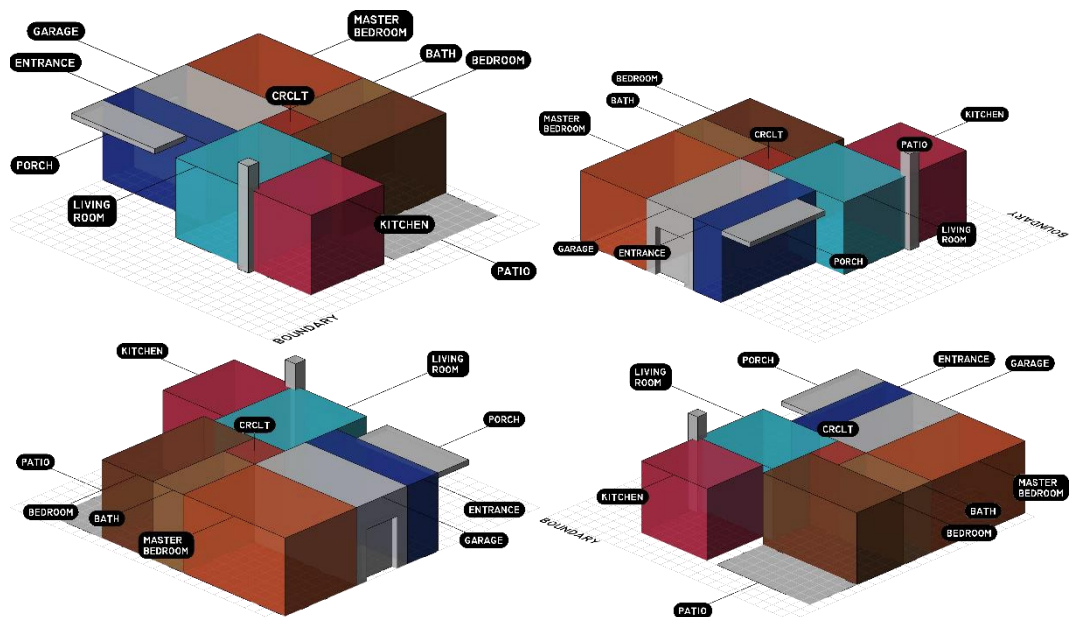 GARAGE
MASTER
BEDROOM
BATH
BEDROOM
ENTRANCE
CRCLT
PORCH
LIVING
ROOM
KITCHEN
PATIO
BOUNDARY
BEDROOM
BATH
MASTER
BEDROOM
CRCLT
KITCHEN
PATIO
BOUNDARY
LIVING
ROOM
GARAGE
ENTRANCE
PORCH
KITCHEN
LIVING
ROOM
CRCLT
PORCH
PATIO
BEDROOM
BATH
MASTER
BEDROOM
ENTRANCE
GARAGE
PORCH
ENTRANCE
GARAGE
LIVING
ROOM
CRCLT
KITCHEN
MASTER
BEDROOM
BATH
BEDROOM
BOUNDARY
PATIO